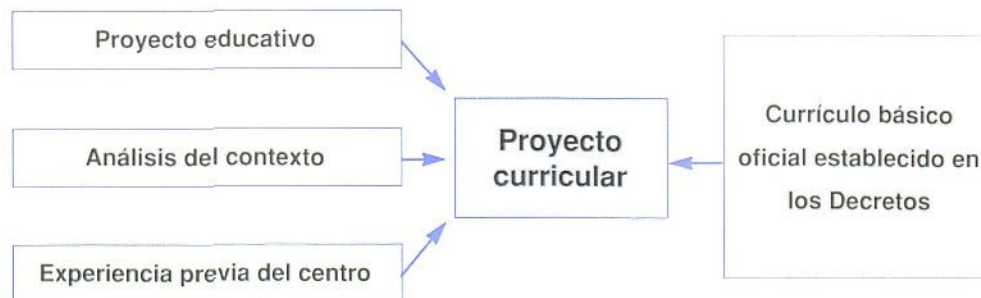 Proyecto educativo
Análisis del contexto
Experiencia previa del centro
Proyecto
curricular
Currículo básico
oficial establecido en
los Decretos